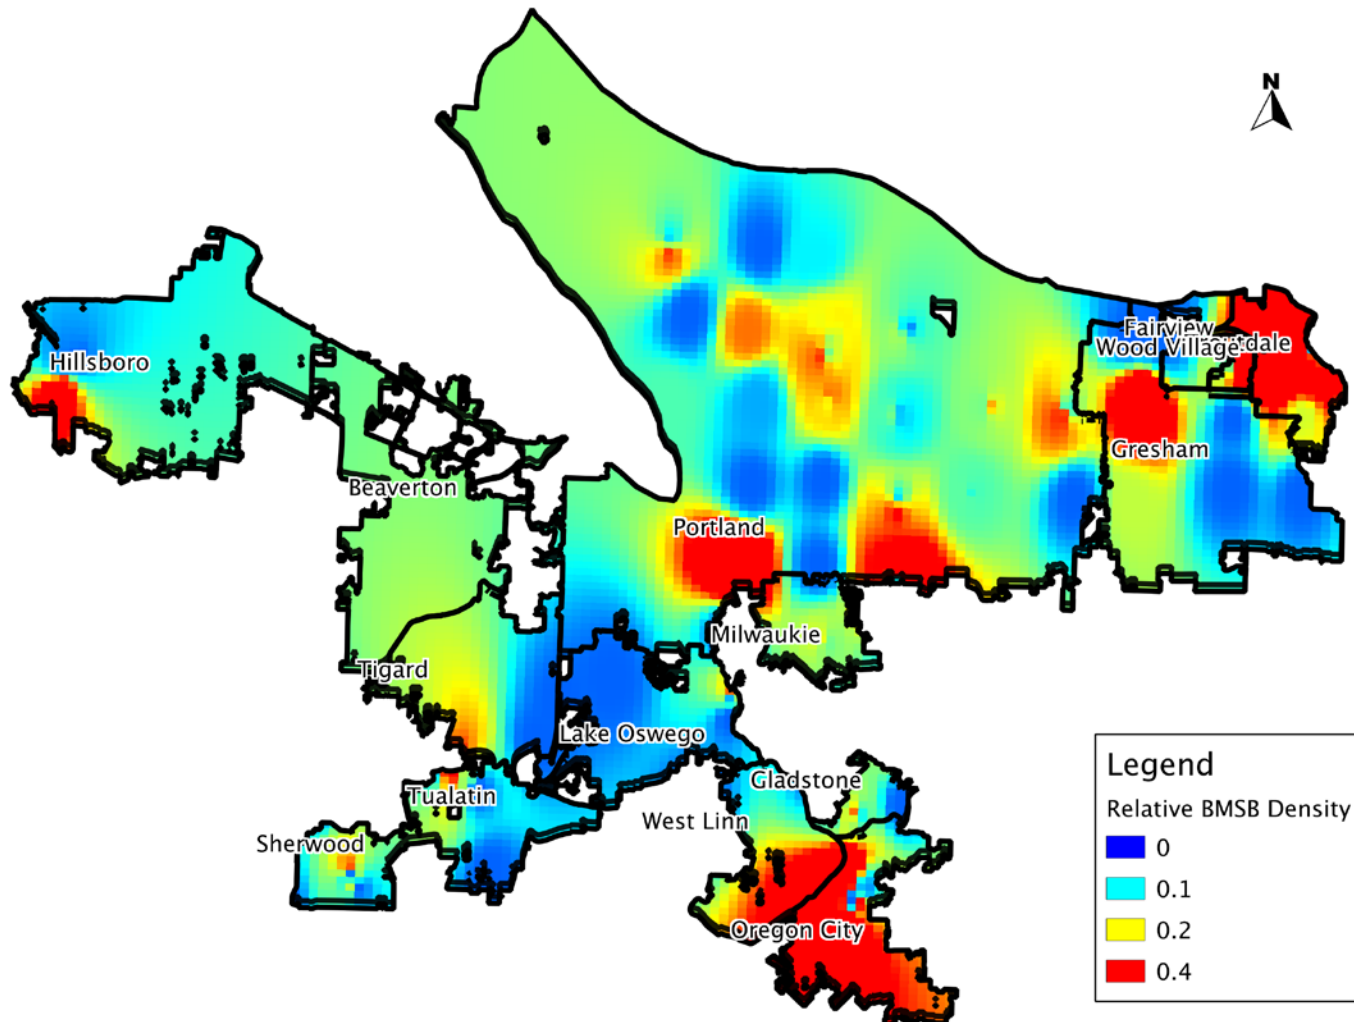 N
Fairview
Wood Village
Hillsboro
Gresham
Beaverton
Portland
Milwaukie
Tigard
Lake Oswego
Gladstone
Tualatin
West Linn
Sherwood
Oregon City
Legend
Relative BMSB Density
0
0.1
0.2
0.4